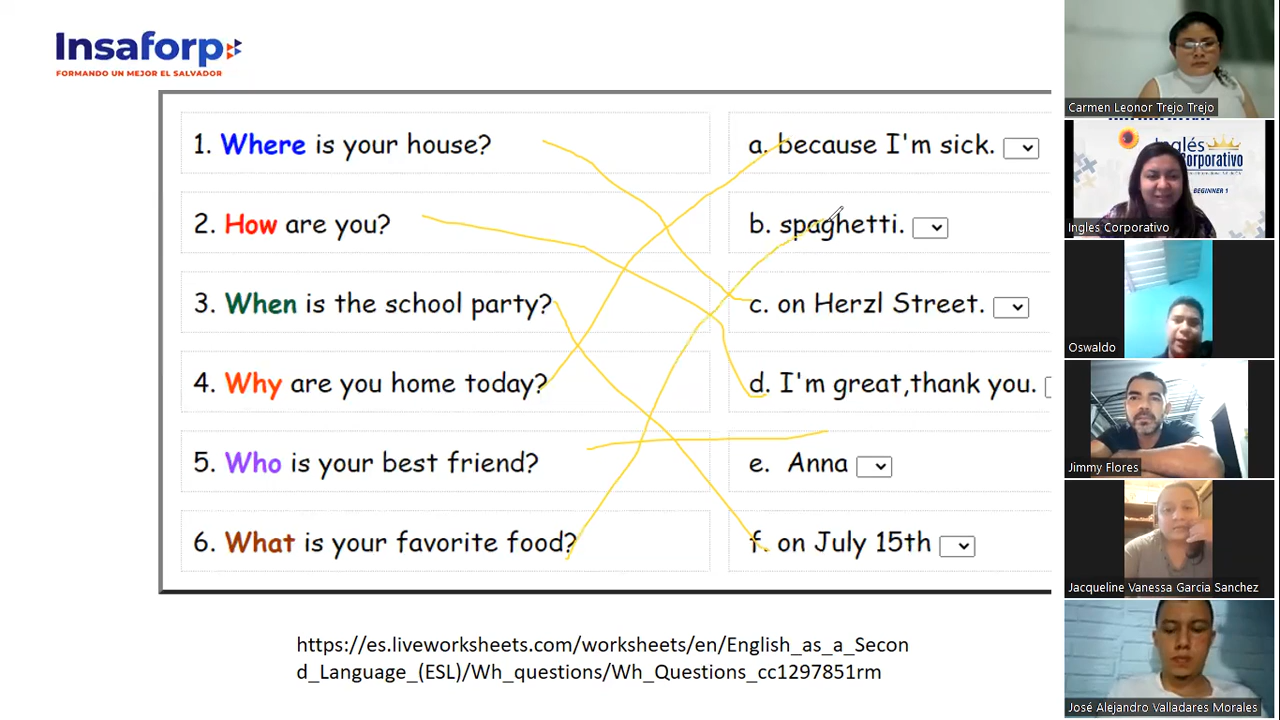 Insaforp
FORMANDO UN MEJOR EL SALVADOR
1. Where is your house?
a. because I'm sick.
2. How are you?
b. spaghetti.
3. When is the school party?
c. on Herzl Street.
4. Why are you home today?
d. I'm great,thank you.
5. Who is your best friend?
e. Anna
6. What is your favorite food?
f. on July 15th
https://es.liveworksheets.com/worksheets/en/English_as_a_Secon
d_Language_(ESL)/Wh_questions/Wh_Questions_cc1297851rm
Carmen Leonor Trejo Trejo
Inglés
Corporativo
BEGINNER 1
Ingles Corporativo
Oswaldo
Jimmy Flores
Jacqueline Vanessa Garcia Sanchez
José Alejandro Valladares Morales